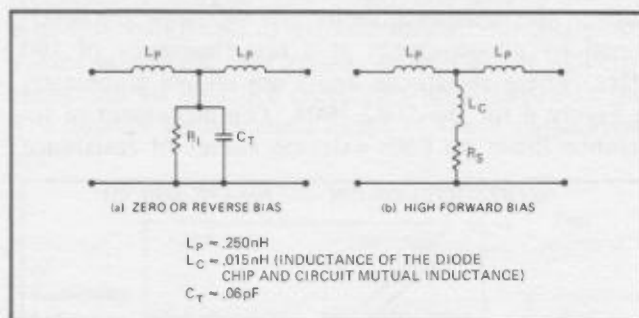 LP LP LP LP
LC
RI CT RS
(a) ZERO OR REVERSE BIAS (b) HIGH FORWARD BIAS
LP = .250nH
LC = .015nH (INDUCTANCE OF THE DIODE
CHIP AND CIRCUIT MUTUAL INDUCTANCE)
CT = .06pF